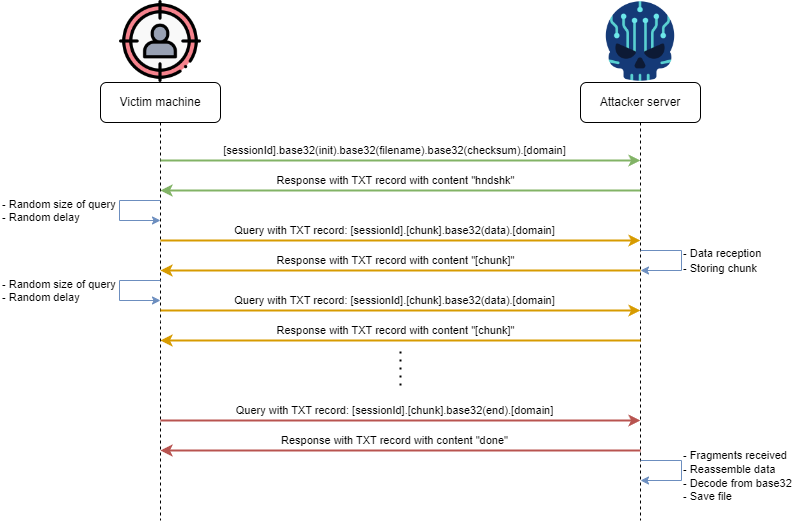 Victim machine
Attacker server
[sessionId].base32(init).base32(filename).base32(checksum).[domain]
Response with TXT record with content "hndshk"
- Random size of query
- Random delay
Query with TXT record: [sessionId].[chunk].base32(data).[domain]
- Data reception
- Storing chunk
Response with TXT record with content "[chunk]"
- Random size of query
- Random delay
Query with TXT record: [sessionId].[chunk].base32(data).[domain]
Response with TXT record with content "[chunk]"
Query with TXT record: [sessionId].[chunk].base32(end).[domain]
Response with TXT record with content "done"
- Fragments received
- Reassemble data
- Decode from base32
- Save file